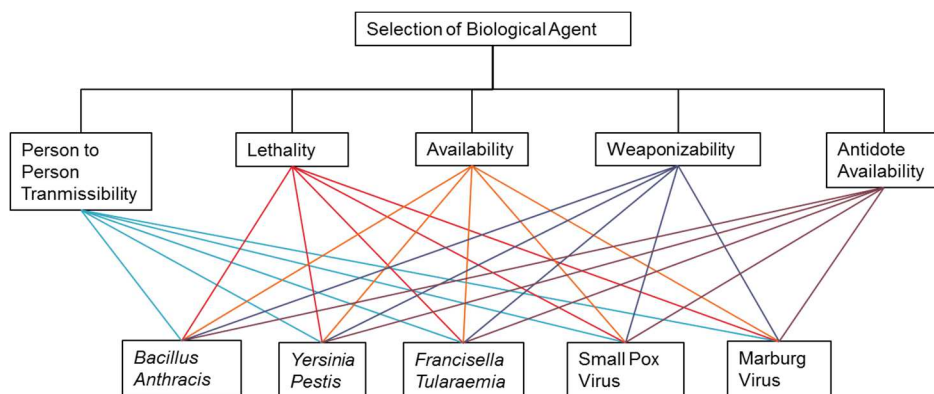 Selection of Biological Agent
Person to
Person
Tranmissibility
Lethality
Availability
Weaponizability
Antidote
Availability
Bacillus
Anthracis
Yersinia
Pestis
Francisella
Tularaemia
Small Pox
Virus
Marburg
Virus